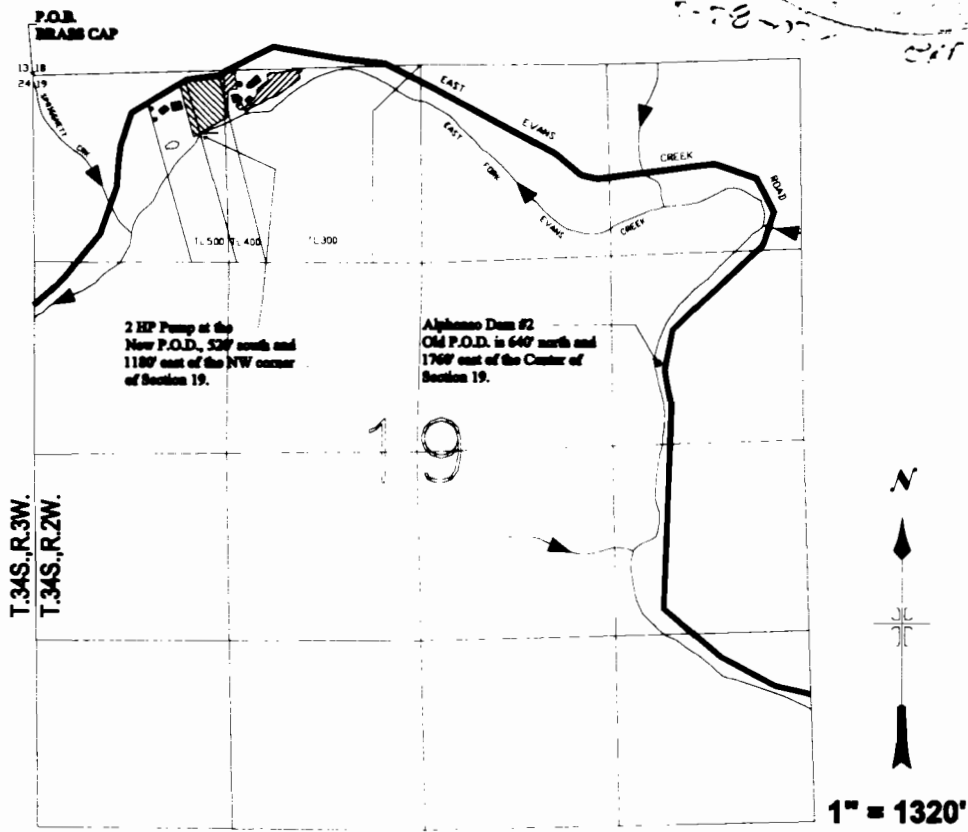 P.O.B.
BRASS CAP
13 18
24 19
CRK
EAST
EVANS
CREEK
ROAD
EAST
FORK
EVANS
CREEK
TL 500
TL 400
TL 300
2 HP Pump at the
New P.O.D., 520' south and
1180' east of the NW corner
of Section 19.
Alphonso Dam #2
Old P.O.D. is 640' north and
1760' east of the Center of
Section 19.
19
T.34S.,R.3W.
T.34S.,R.2W.
N
1" = 1320'